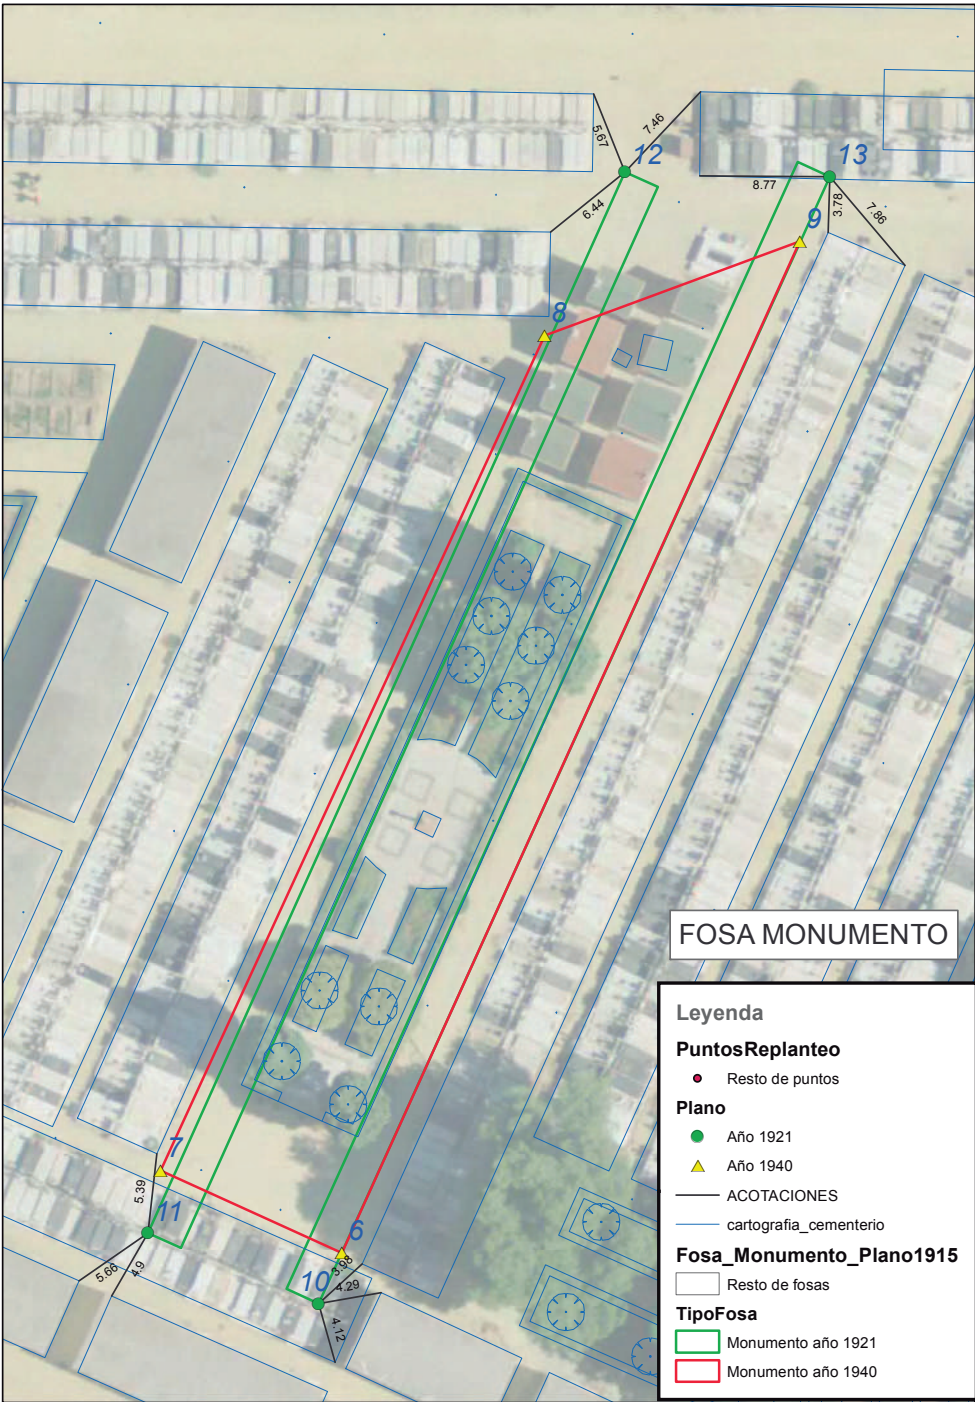 5.67
7.46
12
13
8.77
3.78
7.86
6.44
9
8
FOSA MONUMENTO
7
5.39
11
6
5.66
4.9
3.98
10
4.29
4.12
Leyenda
PuntosReplanteo
Resto de puntos
Plano
Año 1921
Año 1940
ACOTACIONES
cartografia_cementerio
Fosa_Monumento_Plano1915
Resto de fosas
TipoFosa
Monumento año 1921
Monumento año 1940